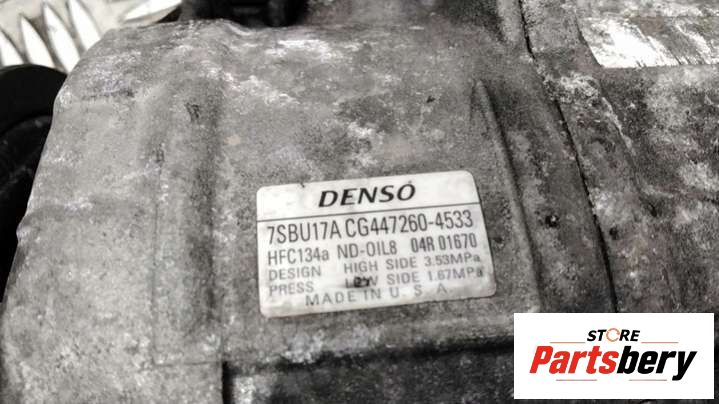 DENSO
7SBU17A CG447260-4533
HFC134a ND-OIL8 04R 01670
DESIGN HIGH SIDE 3.53MPa
PRESS LOW SIDE 1.67MPa
MADE IN U.S.A
STORE
Partsbery